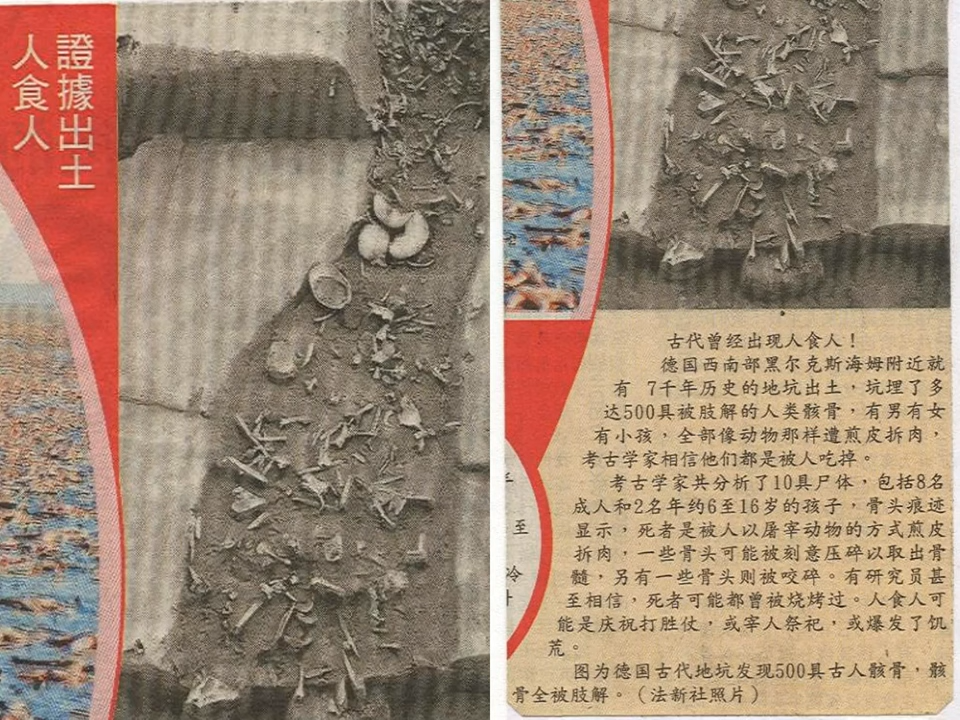 證據出土
人食人
古代曾经出现人食人！
德国西南部黑尔克斯海姆附近就
有 7千年历史的地坑出土，坑埋了多
达500具被肢解的人类骸骨，有男有女
有小孩，全部像动物那样遭煎皮拆肉，
考古学家相信他们都是被人吃掉。
考古学家共分析了10具尸体，包括8名
成人和2名年约6至16岁的孩子，骨头痕迹
显示，死者是被人以屠宰动物的方式煎皮
拆肉，一些骨头可能被刻意压碎以取出骨
髓，另有一些骨头则被咬碎。有研究员甚
至相信，死者可能都曾被烧烤过。人食人可
能是庆祝打胜仗，或宰人祭祀，或爆发了饥
荒。
图为德国古代地坑发现500具古人骸骨，骸
骨全被肢解。（法新社照片）
至
冷